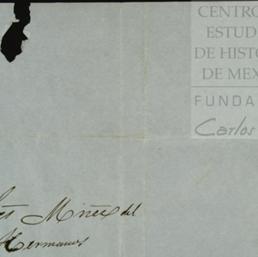 CENTRO
ESTUD
DE HISTO
DE MEX
FUNDA
Carlos
del
Hermanos